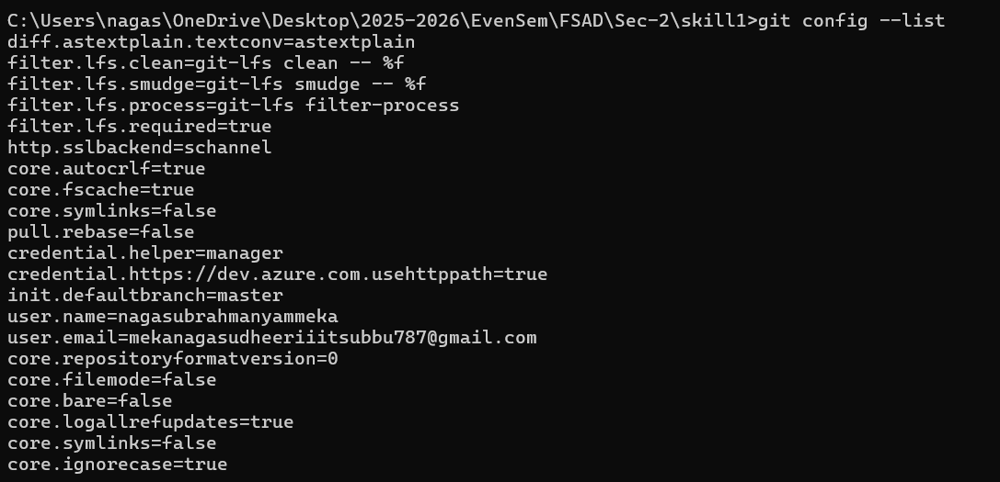 C:\Users\nagas\OneDrive\Desktop\2025-2026\EvenSem\FSAD\Sec-2\skill1>git config --list
diff.astextplain.textconv=astextplain
filter.lfs.clean=git-lfs clean -- %f
filter.lfs.smudge=git-lfs smudge -- %f
filter.lfs.process=git-lfs filter-process
filter.lfs.required=true
http.sslbackend=schannel
core.autocrlf=true
core.fscache=true
core.symlinks=false
pull.rebase=false
credential.helper=manager
credential.https://dev.azure.com.usehttppath=true
init.defaultbranch=master
user.name=nagasubrahmanyammeka
user.email=mekanagasudheeriiitsubbu787@gmail.com
core.repositoryformatversion=0
core.filemode=false
core.bare=false
core.logallrefupdates=true
core.symlinks=false
core.ignorecase=true